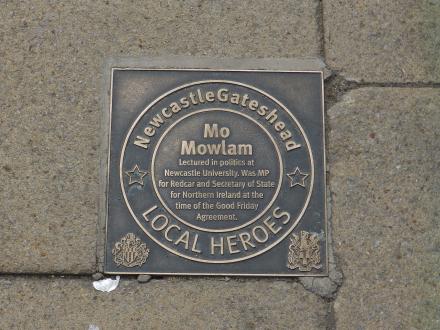 NewcastleGateshead
Mo
Mowlam
Lectured in politics at
Newcastle University. Was MP
for Redcar and Secretary of State
for Northern Ireland at the
time of the Good Friday
Agreement.
LOCAL HEROES